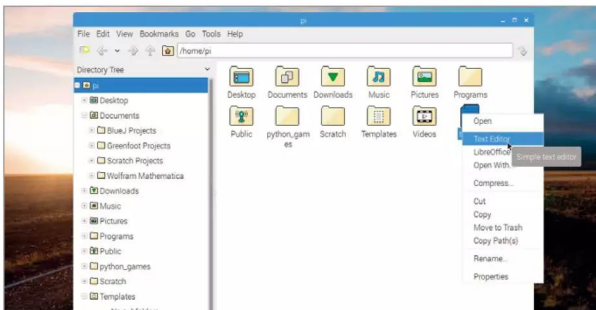 pi
File Edit View Bookmarks Go Tools Help
/home/pi
Directory Tree
pi
Desktop
Documents
BlueJ Projects
Greenfoot Projects
Scratch Projects
Wolfram Mathematica
Downloads
Music
Pictures
Programs
Public
python_games
Scratch
Templates
Desktop Documents Downloads Music Pictures Programs
Public python_gam Scratch Templates Videos
es
Open
Text Editor
LibreOffice
Simple text editor
Open With...
Compress...
Cut
Copy
Move to Trash
Copy Path(s)
Rename...
Properties